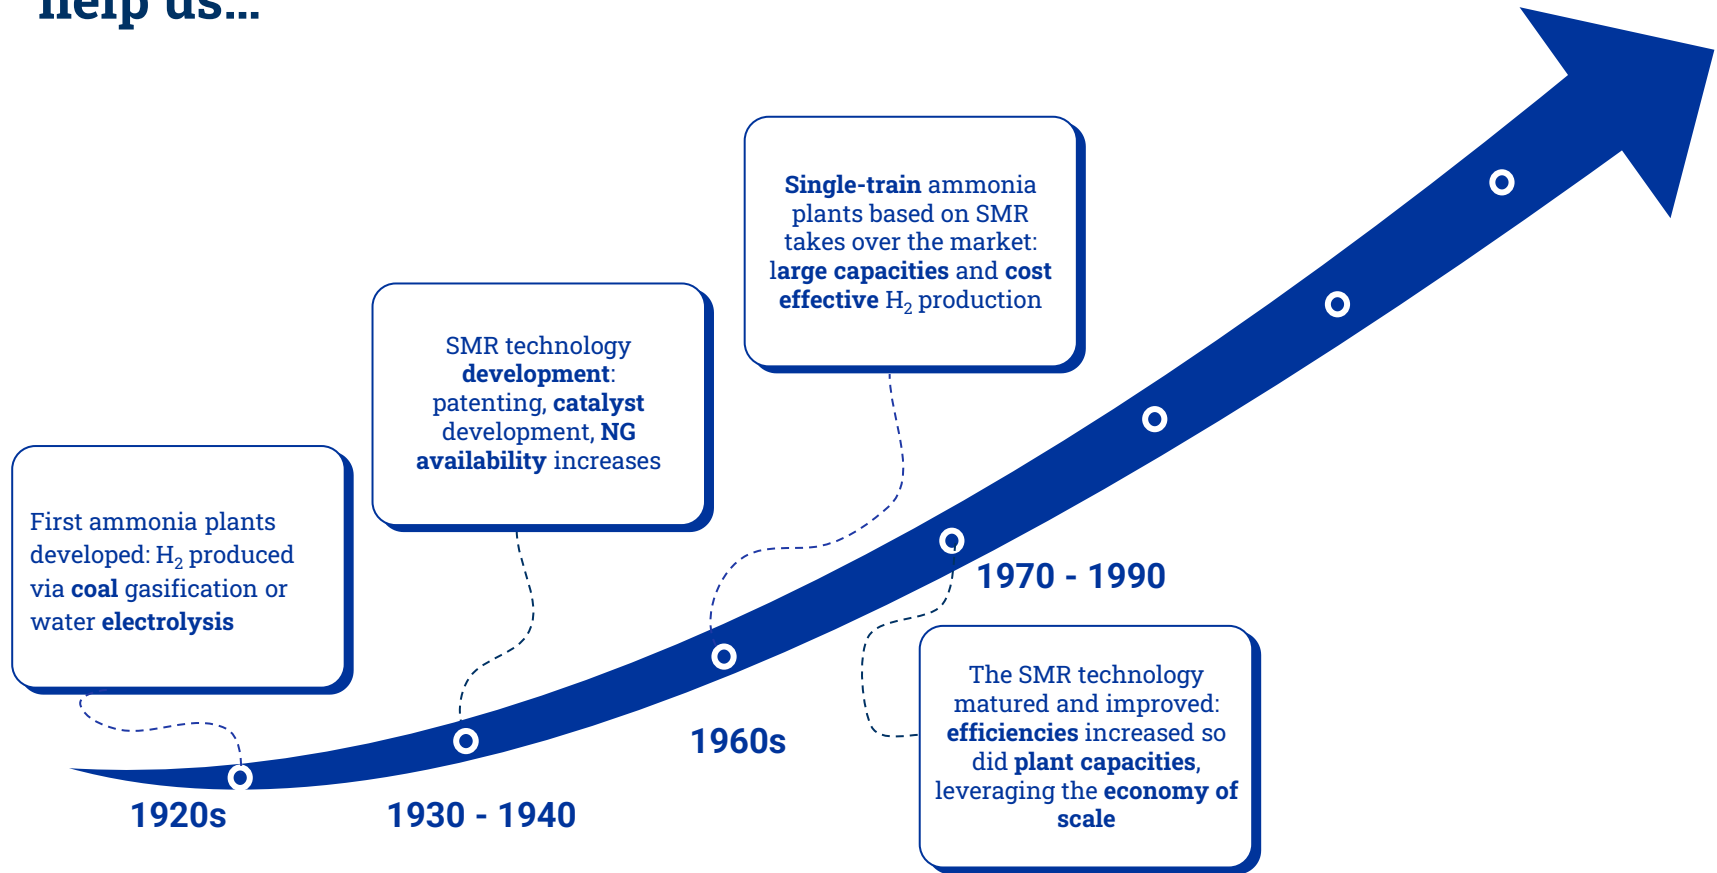 help us...
Single-train ammonia
plants based on SMR
takes over the market:
large capacities and cost
effective H₂ production
SMR technology
development:
patenting, catalyst
development, NG
availability increases
First ammonia plants
developed: H₂ produced
via coal gasification or
water electrolysis
1970 - 1990
The SMR technology
matured and improved:
efficiencies increased so
did plant capacities,
leveraging the economy of
scale
1960s
1920s
1930 - 1940